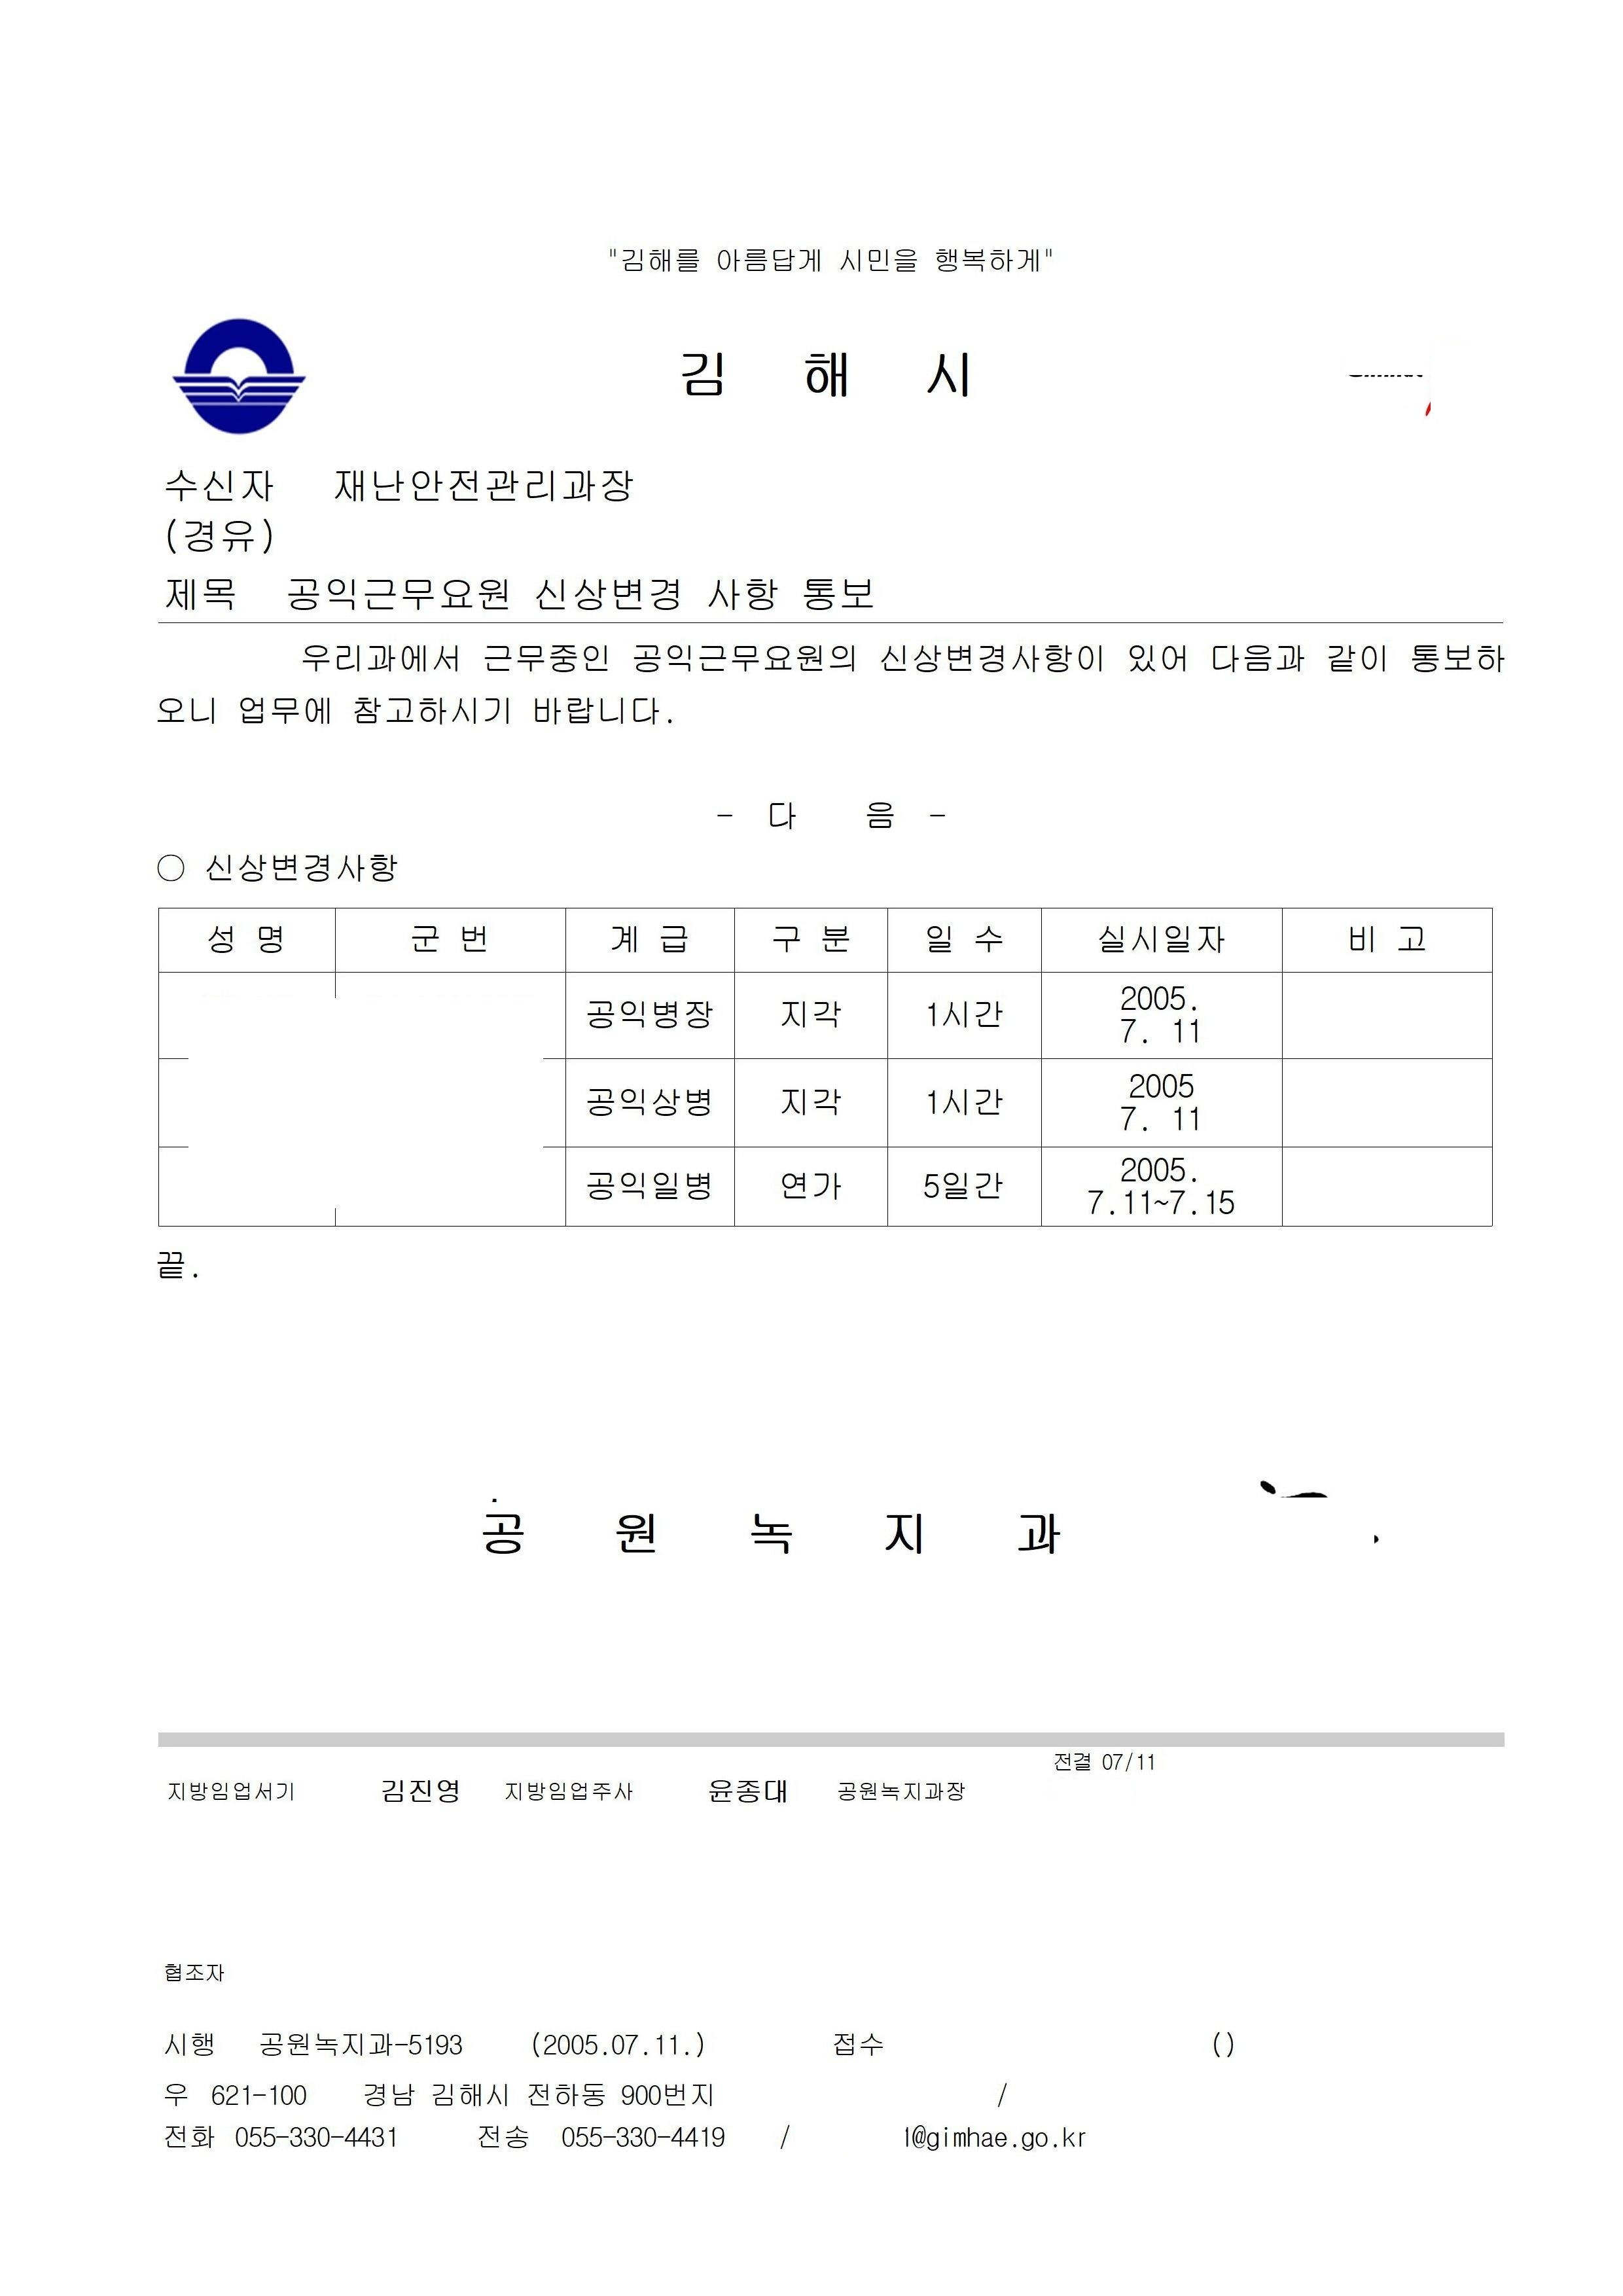 "김해를 아름답게 시민을 행복하게"
김 해 시
수신자 재난안전관리과장
(경유)
제목 공익근무요원 신상변경 사항 통보
우리과에서 근무중인 공익근무요원의 신상변경사항이 있어 다음과 같이 통보하
오니 업무에 참고하시기 바랍니다.
- 다 음 -
○ 신상변경사항
성 명 군 번 계 급 구 분 일 수 실시일자 비 고
공익병장 지각 1시간 2005. 7. 11
공익상병 지각 1시간 2005 7. 11
공익일병 연가 5일간 2005. 7.11~7.15
끝.
공 원 녹 지 과
전결 07/11
지방임업서기 김진영 지방임업주사 윤종대 공원녹지과장
협조자
시행 공원녹지과-5193 (2005.07.11.) 접수 ()
우 621-100 경남 김해시 전하동 900번지 /
전화 055-330-4431 전송 055-330-4419 / 1@gimhae.go.kr